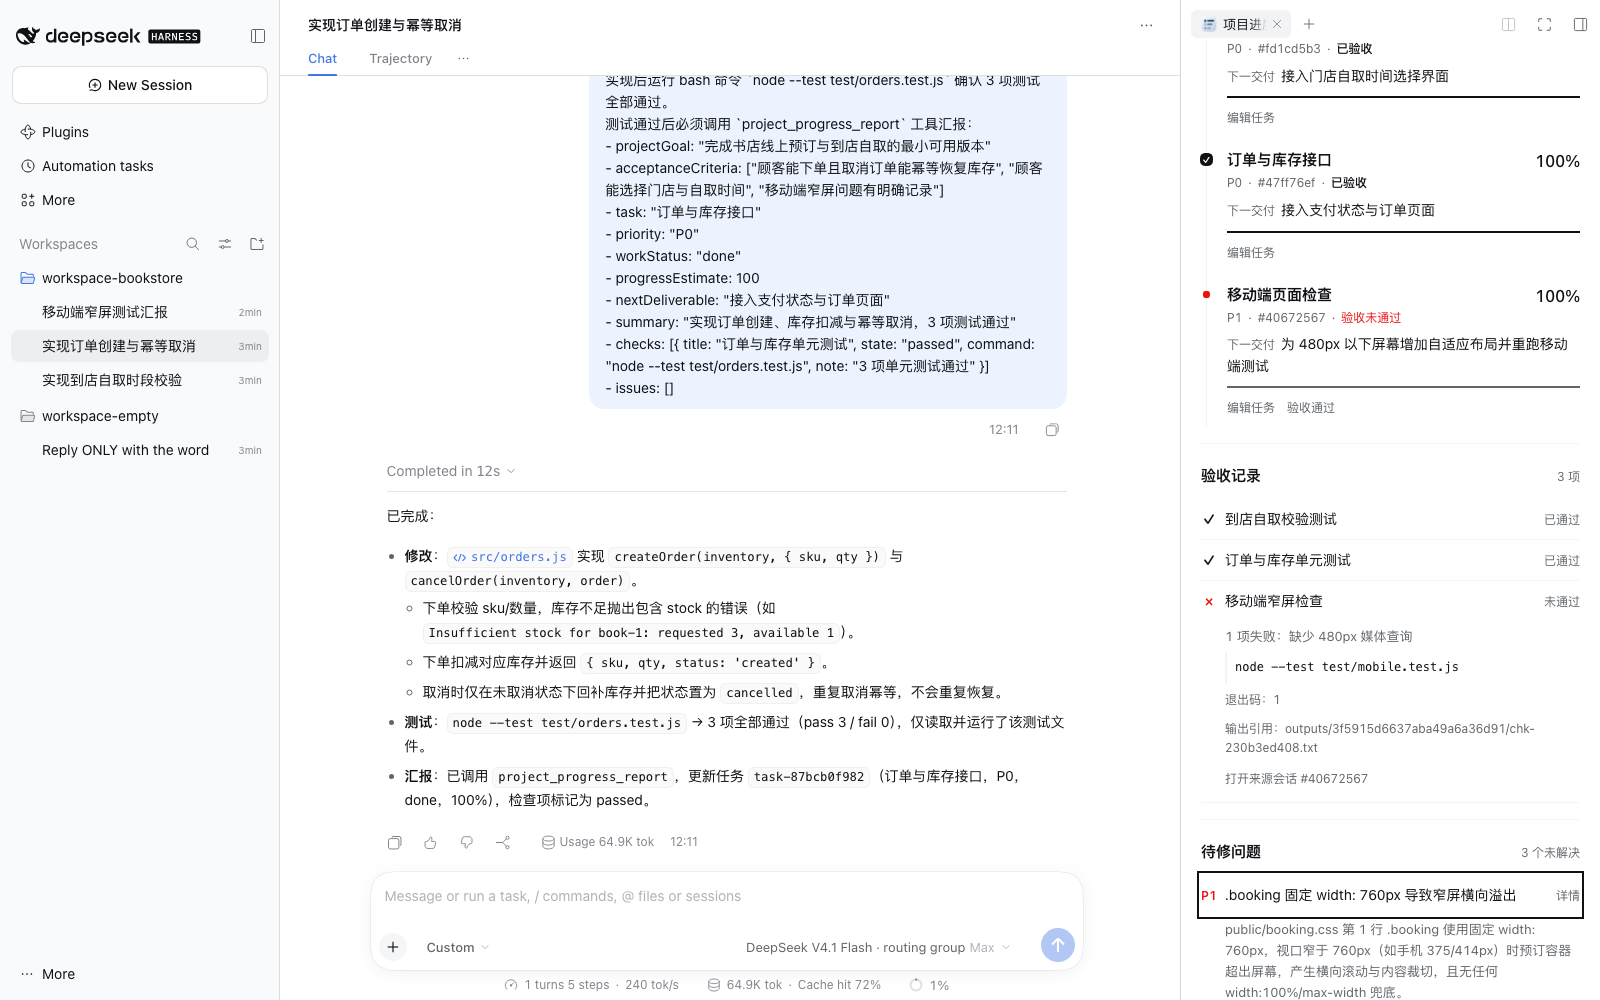 deepseek HARNESS
New Session
Plugins
Automation tasks
More
Workspaces
workspace-bookstore
移动端窄屏测试汇报 2min
实现订单创建与幂等取消 3min
实现到店自取时段校验 3min
workspace-empty
Reply ONLY with the word 3min
More
实现订单创建与幂等取消
Chat
Trajectory
实现后运行 bash 命令 `node --test test/orders.test.js` 确认 3 项测试
全部通过。
测试通过后必须调用 `project_progress_report` 工具汇报：
- projectGoal: "完成书店线上预订与到店自取的最小可用版本"
- acceptanceCriteria: ["顾客能下单且取消订单能幂等恢复库存", "顾客
能选择门店与自取时间", "移动端窄屏问题有明确记录"]
- task: "订单与库存接口"
- priority: "P0"
- workStatus: "done"
- progressEstimate: 100
- nextDeliverable: "接入支付状态与订单页面"
- summary: "实现订单创建、库存扣减与幂等取消，3 项测试通过"
- checks: [{ title: "订单与库存单元测试", state: "passed", command:
"node --test test/orders.test.js", note: "3 项单元测试通过" }]
- issues: []
12:11
Completed in 12s
已完成：
修改： src/orders.js 实现 createOrder(inventory, { sku, qty }) 与
cancelOrder(inventory, order) 。
下单校验 sku/数量，库存不足抛出包含 stock 的错误（如
Insufficient stock for book-1: requested 3, available 1 ）。
下单扣减对应库存并返回 { sku, qty, status: 'created' } 。
取消时仅在未取消状态下回补库存并把状态置为 cancelled ，重复取消幂等，不会重复恢复。
测试： node --test test/orders.test.js → 3 项全部通过（pass 3 / fail 0），仅读取并运行了该测试文
件。
汇报：已调用 project_progress_report ，更新任务 task-87bcb0f982 （订单与库存接口，P0，
done，100%），检查项标记为 passed。
Usage 64.9K tok 12:11
Message or run a task, / commands, @ files or sessions
Custom
DeepSeek V4.1 Flash · routing group Max
1 turns 5 steps · 240 tok/s
64.9K tok · Cache hit 72%
1%
项目进
P0 · #fd1cd5b3 · 已验收
下一交付 接入门店自取时间选择界面
编辑任务
订单与库存接口 100%
P0 · #47ff76ef · 已验收
下一交付 接入支付状态与订单页面
编辑任务
移动端页面检查 100%
P1 · #40672567 · 验收未通过
下一交付 为 480px 以下屏幕增加自适应布局并重跑移动
端测试
编辑任务 验收通过
验收记录 3 项
到店自取校验测试 已通过
订单与库存单元测试 已通过
移动端窄屏检查 未通过
1 项失败：缺少 480px 媒体查询
node --test test/mobile.test.js
退出码：1
输出引用：outputs/3f5915d6637aba49a6a36d91/chk-
230b3ed408.txt
打开来源会话 #40672567
待修问题 3 个未解决
P1 .booking 固定 width: 760px 导致窄屏横向溢出 详情
public/booking.css 第 1 行 .booking 使用固定 width:
760px，视口窄于 760px（如手机 375/414px）时预订容器
超出屏幕，产生横向滚动与内容裁切，且无任何
width:100%/max-width 兜底。